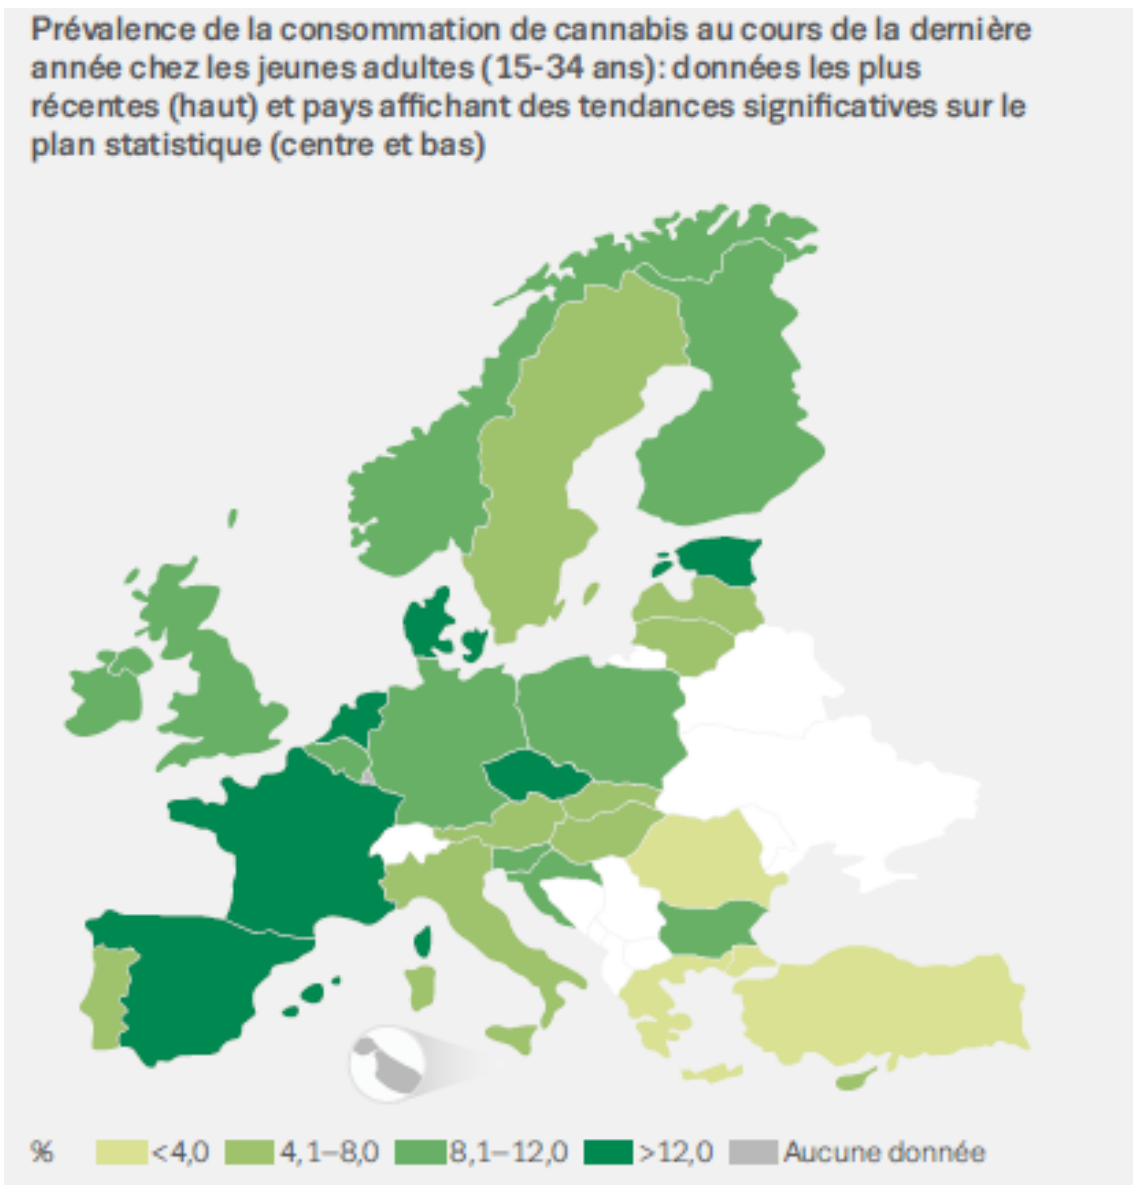 Prévalence de la consommation de cannabis au cours de la dernière
année chez les jeunes adultes (15-34 ans): données les plus
récentes (haut) et pays affichant des tendances significatives sur le
plan statistique (centre et bas)
% <4,0 4,1–8,0 8,1–12,0 >12,0 Aucune donnée